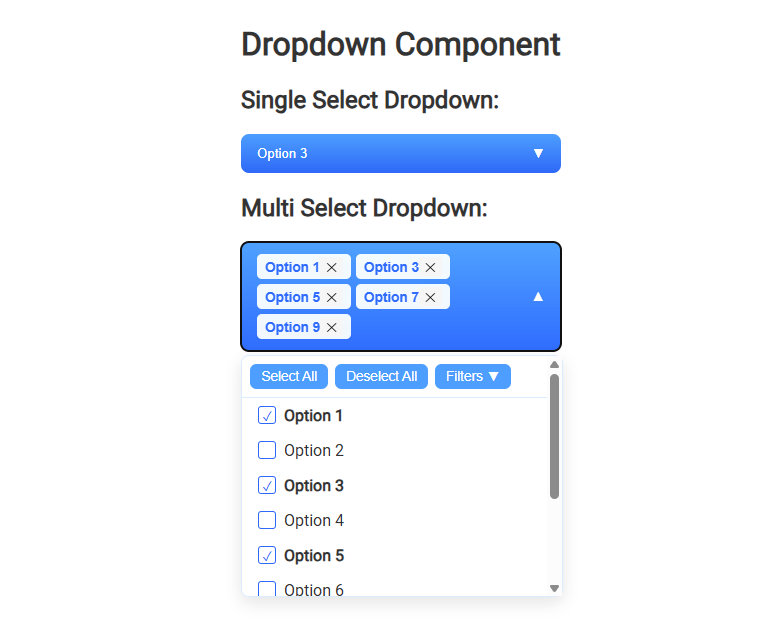 Dropdown Component
Single Select Dropdown:
Option 3 ▼
Multi Select Dropdown:
Option 1 × Option 3 ×
Option 5 × Option 7 × ▲
Option 9 ×
Select All Deselect All Filters ▼
Option 1
Option 2
Option 3
Option 4
Option 5
Option 6